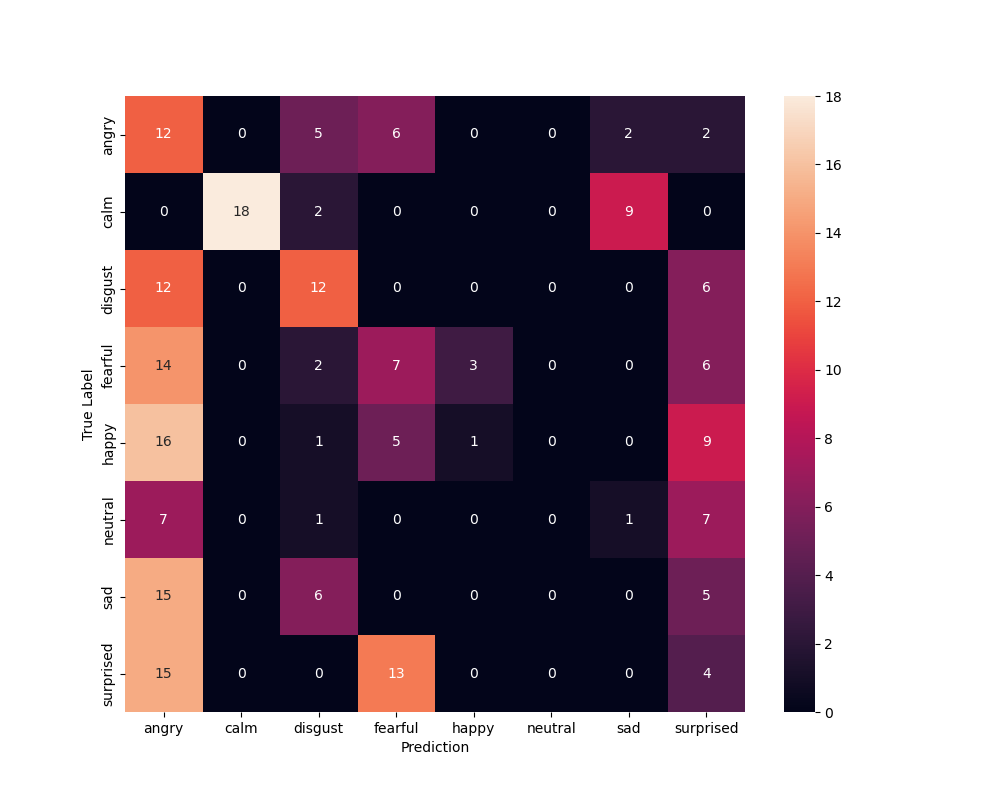 True Label
angry 12 0 5 6 0 0 2 2
calm 0 18 2 0 0 0 9 0
disgust 12 0 12 0 0 0 0 6
fearful 14 0 2 7 3 0 0 6
happy 16 0 1 5 1 0 0 9
neutral 7 0 1 0 0 0 1 7
sad 15 0 6 0 0 0 0 5
surprised 15 0 0 13 0 0 0 4
angry calm disgust fearful happy neutral sad surprised
Prediction
18
16
14
12
10
8
6
4
2
0